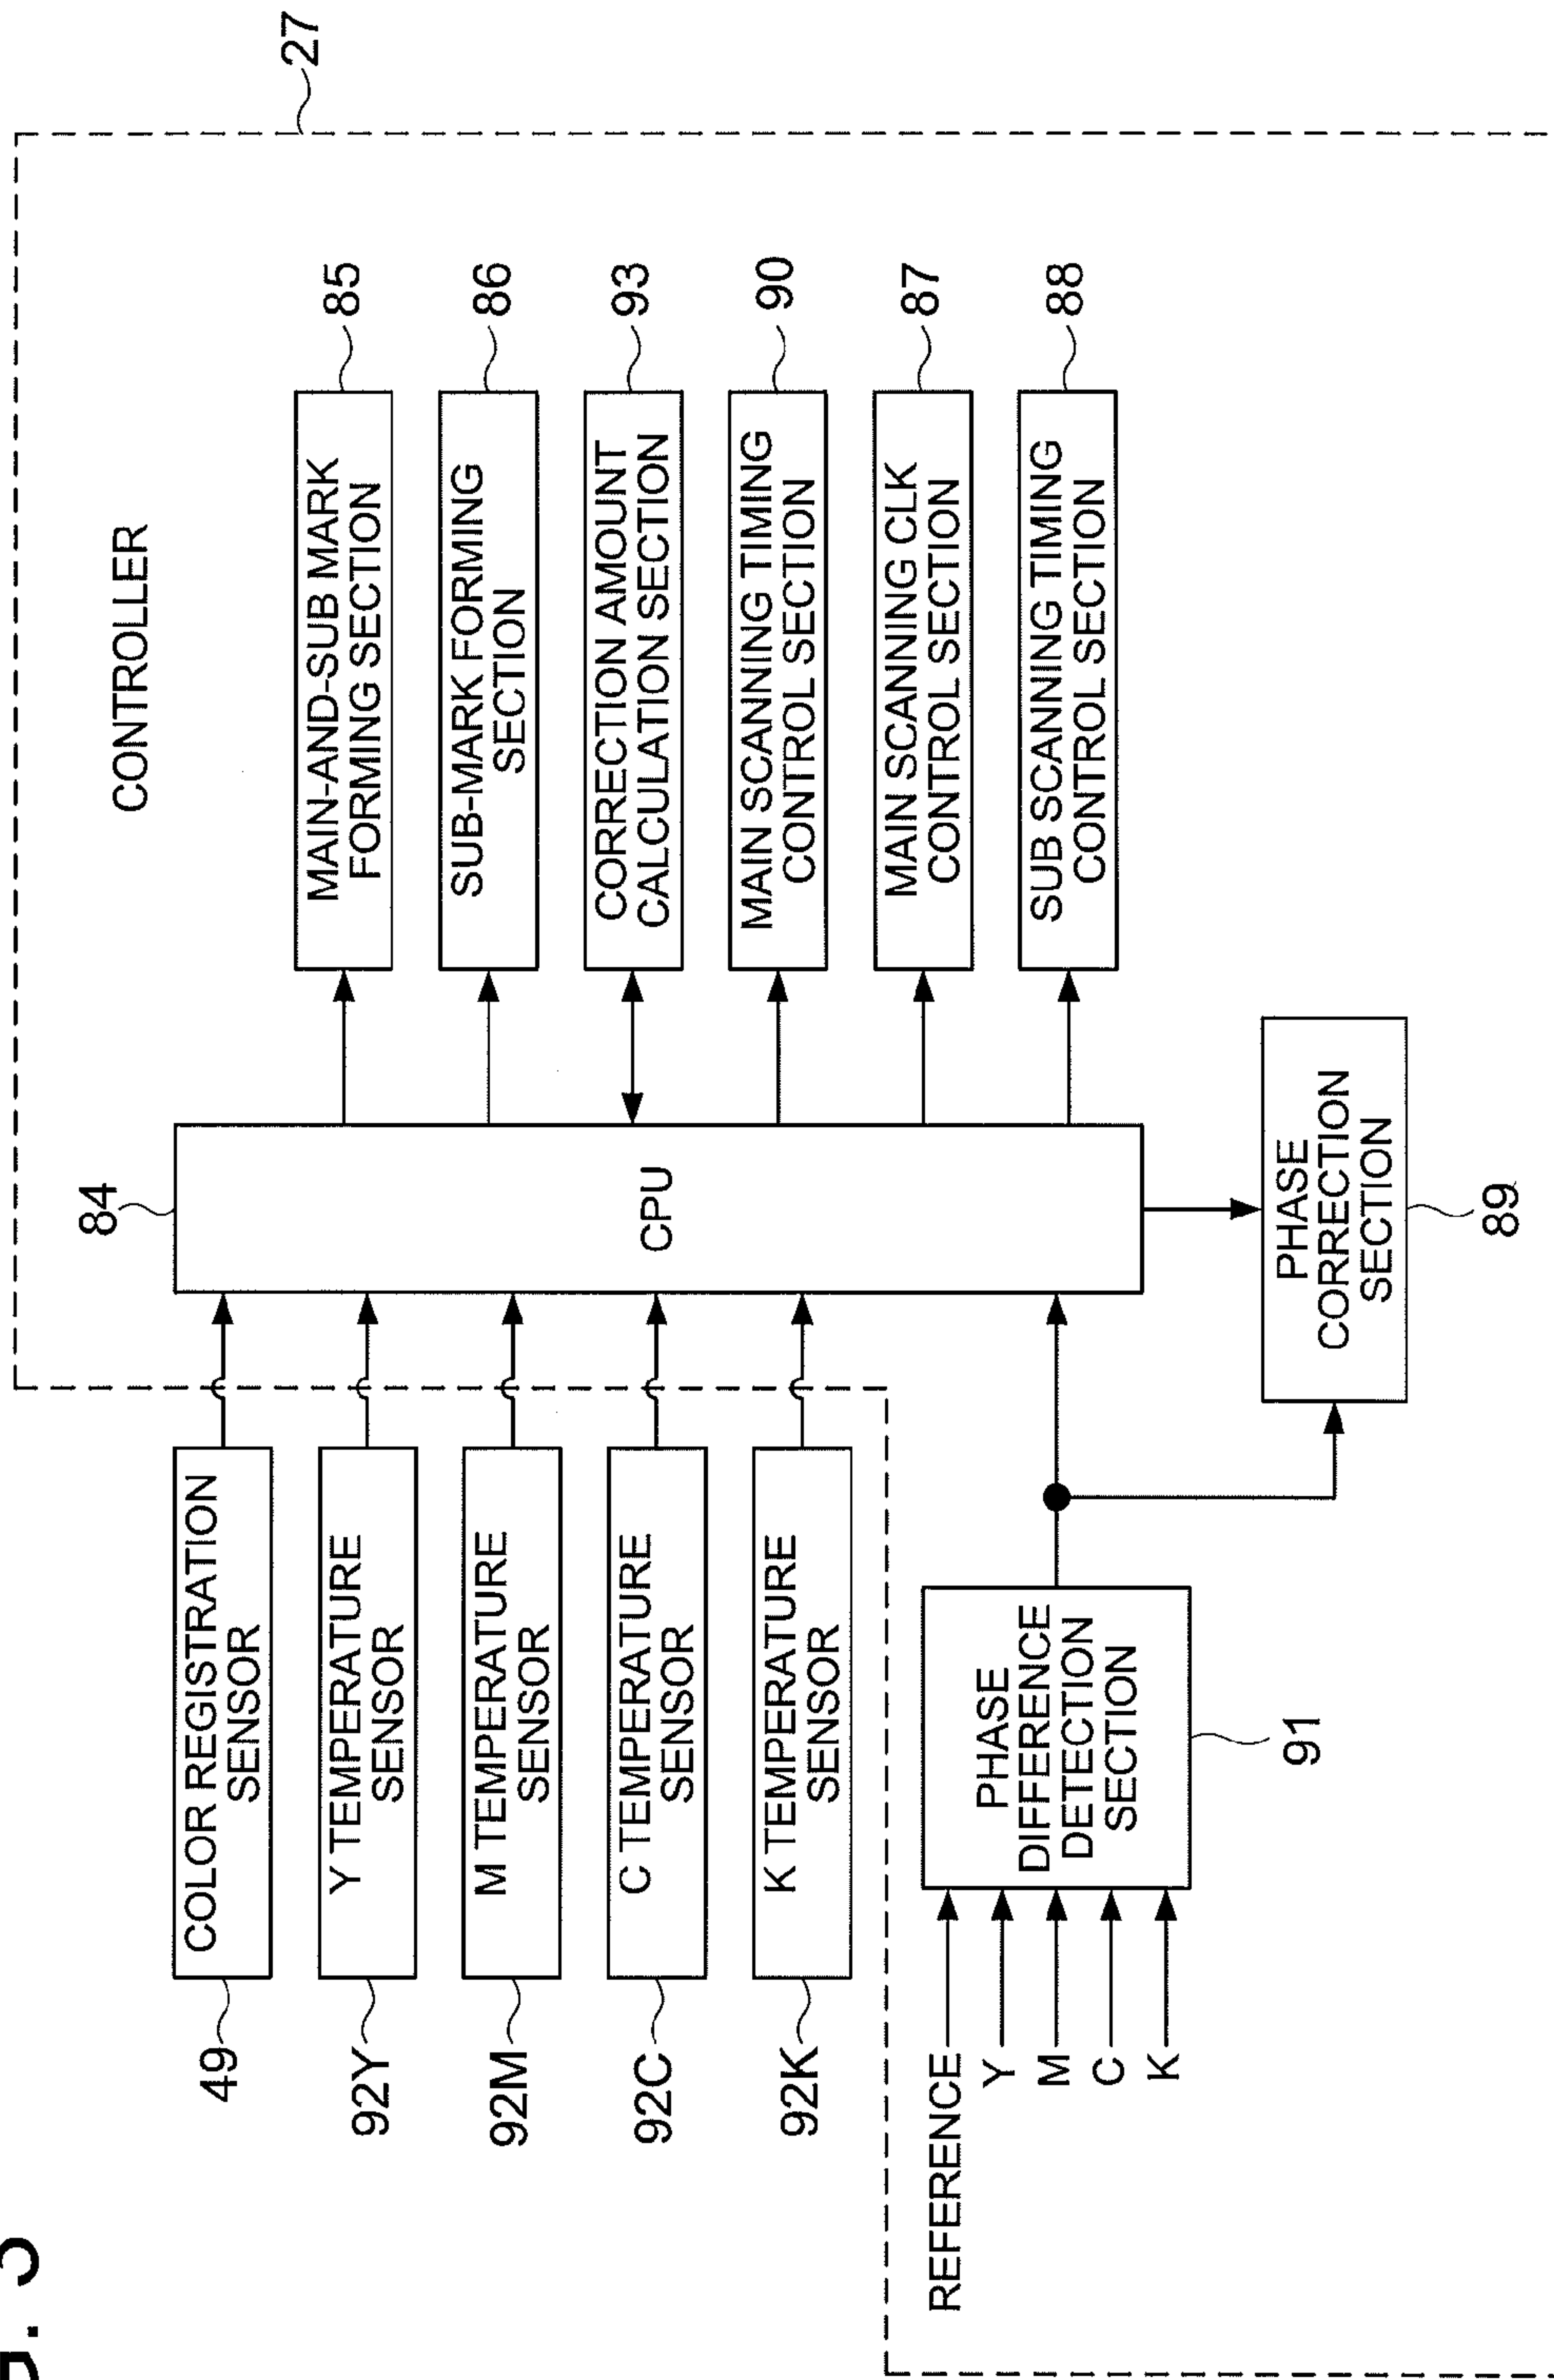 27
CONTROLLER
84
CPU
49
COLOR REGISTRATION
SENSOR
92Y
Y TEMPERATURE
SENSOR
92M
M TEMPERATURE
SENSOR
92C
C TEMPERATURE
SENSOR
92K
K TEMPERATURE
SENSOR
MAIN-AND-SUB MARK
FORMING SECTION
85
SUB-MARK FORMING
SECTION
86
CORRECTION AMOUNT
CALCULATION SECTION
93
MAIN SCANNING TIMING
CONTROL SECTION
90
MAIN SCANNING CLK
CONTROL SECTION
87
SUB SCANNING TIMING
CONTROL SECTION
88
REFERENCE
Y
M
C
K
PHASE
DIFFERENCE
DETECTION
SECTION
91
PHASE
CORRECTION
SECTION
89